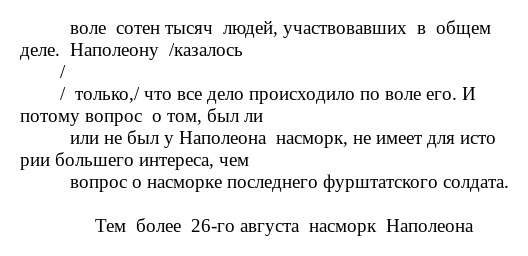 воле сотен тысяч людей, участвовавших в общем
деле. Наполеону /казалось
/
/ только,/ что все дело происходило по воле его. И
потому вопрос о том, был ли
или не был у Наполеона насморк, не имеет для исто
рии большего интереса, чем
вопрос о насморке последнего фурштатского солдата.
Тем более 26-го августа насморк Наполеона